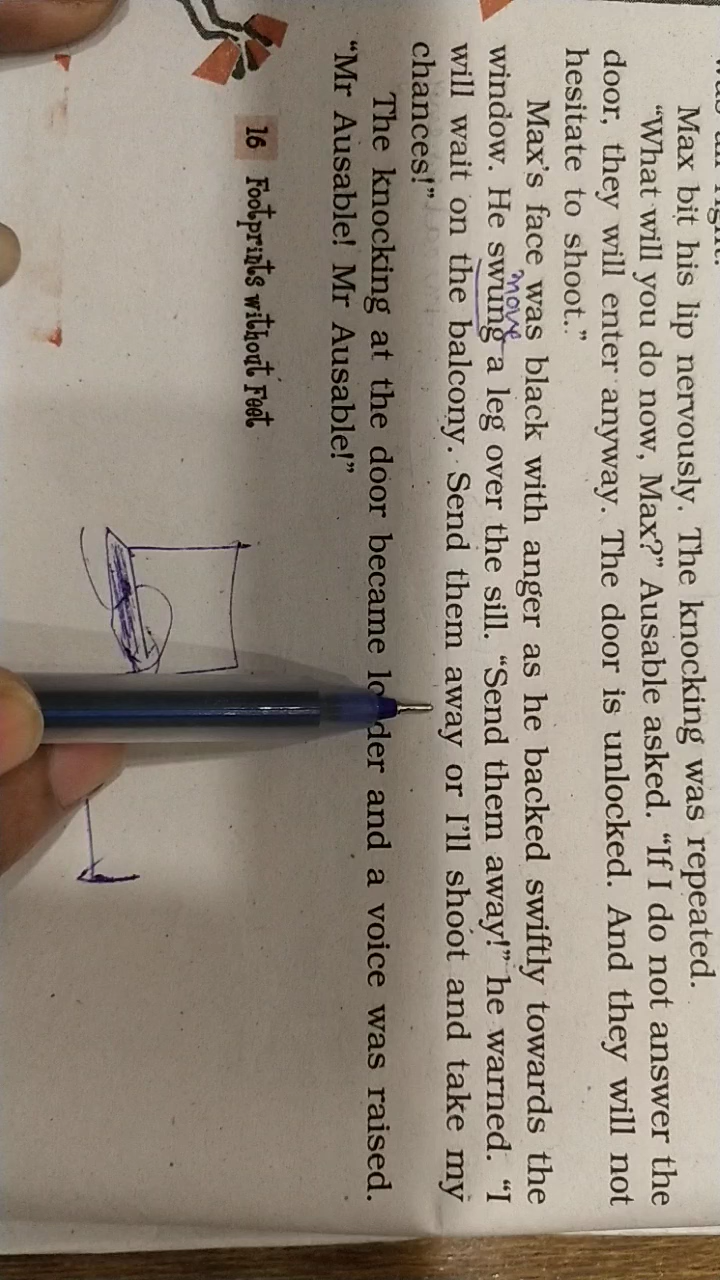 Max bit his lip nervously. The knocking was repeated.
“What will you do now, Max?” Ausable asked. “If I do not answer the
door, they will enter anyway. The door is unlocked. And they will not
hesitate to shoot.”
Max’s face was black with anger as he backed swiftly towards the
move
window. He swung a leg over the sill. “Send them away!” he warned. “I
will wait on the balcony. Send them away or I’ll shoot and take my
chances!”
The knocking at the door became lo der and a voice was raised.
“Mr Ausable! Mr Ausable!”
16 Footprints without Feet